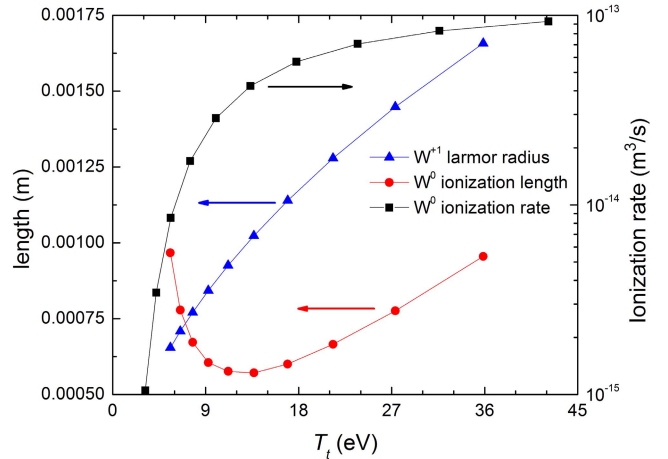 0.00175
0.00150
0.00125
0.00100
0.00075
0.00050
length (m)
0
9
18
27
36
45
T_t (eV)
10^-13
10^-14
10^-15
Ionization rate (m^3/s)
W^+1 larmor radius
W^0 ionization length
W^0 ionization rate